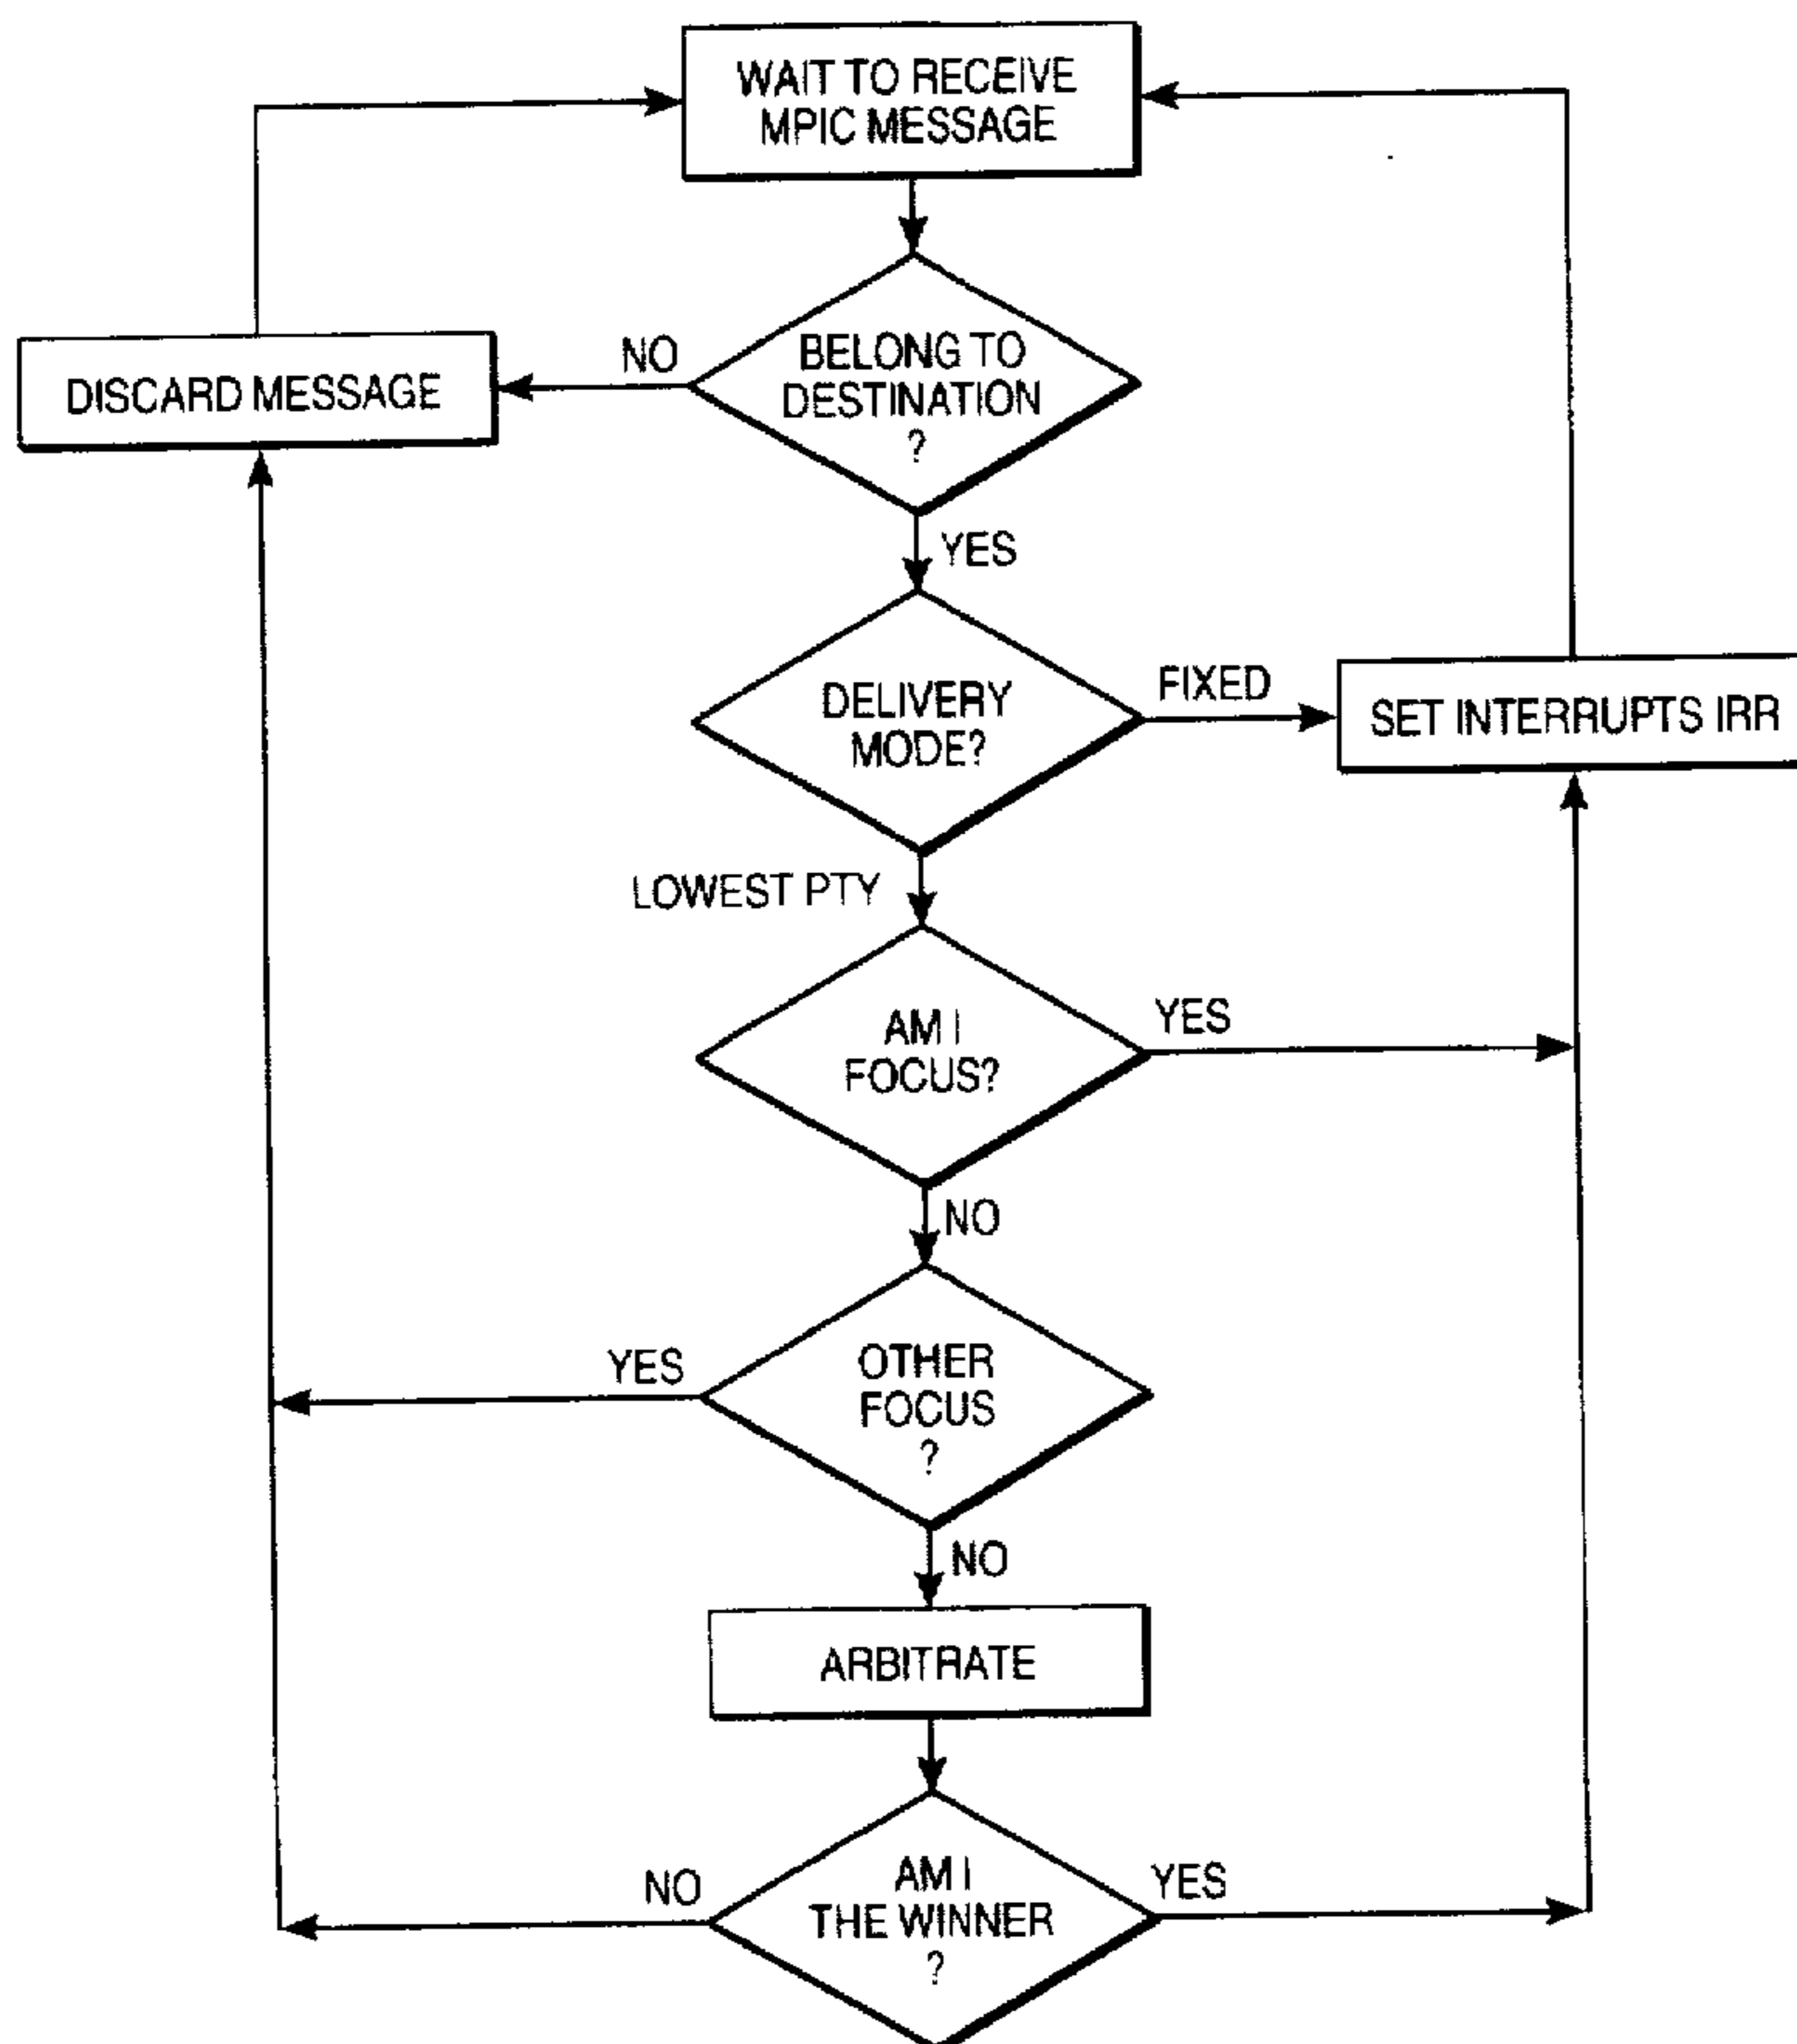 WAIT TO RECEIVE
MPIC MESSAGE
NO
BELONG TO
DESTINATION
?
DISCARD MESSAGE
YES
DELIVERY
MODE?
FIXED
SET INTERRUPTS IRR
LOWEST PTY
AM I
FOCUS?
YES
NO
OTHER
FOCUS
?
YES
NO
ARBITRATE
AM I
THE WINNER
?
NO
YES